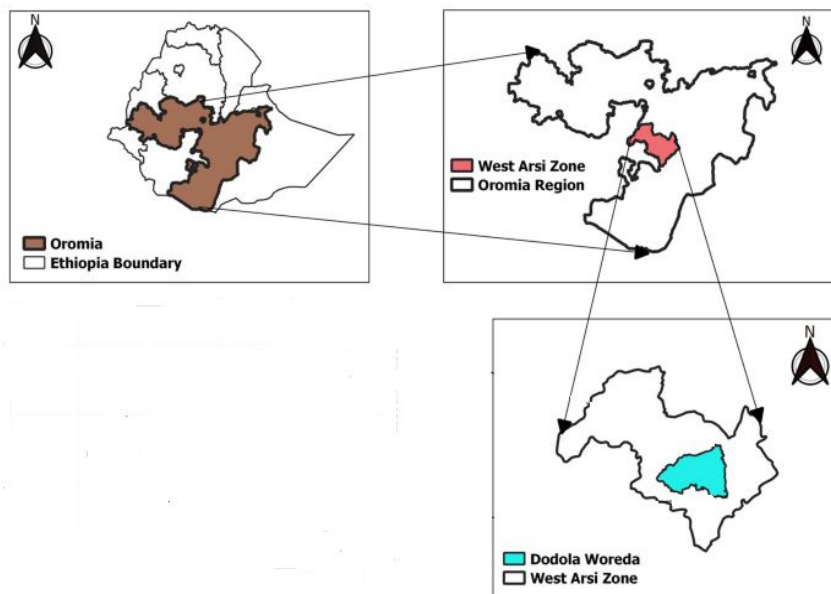 N
Oromia
Ethiopia Boundary
N
West Arsi Zone
Oromia Region
N
Dodola Woreda
West Arsi Zone